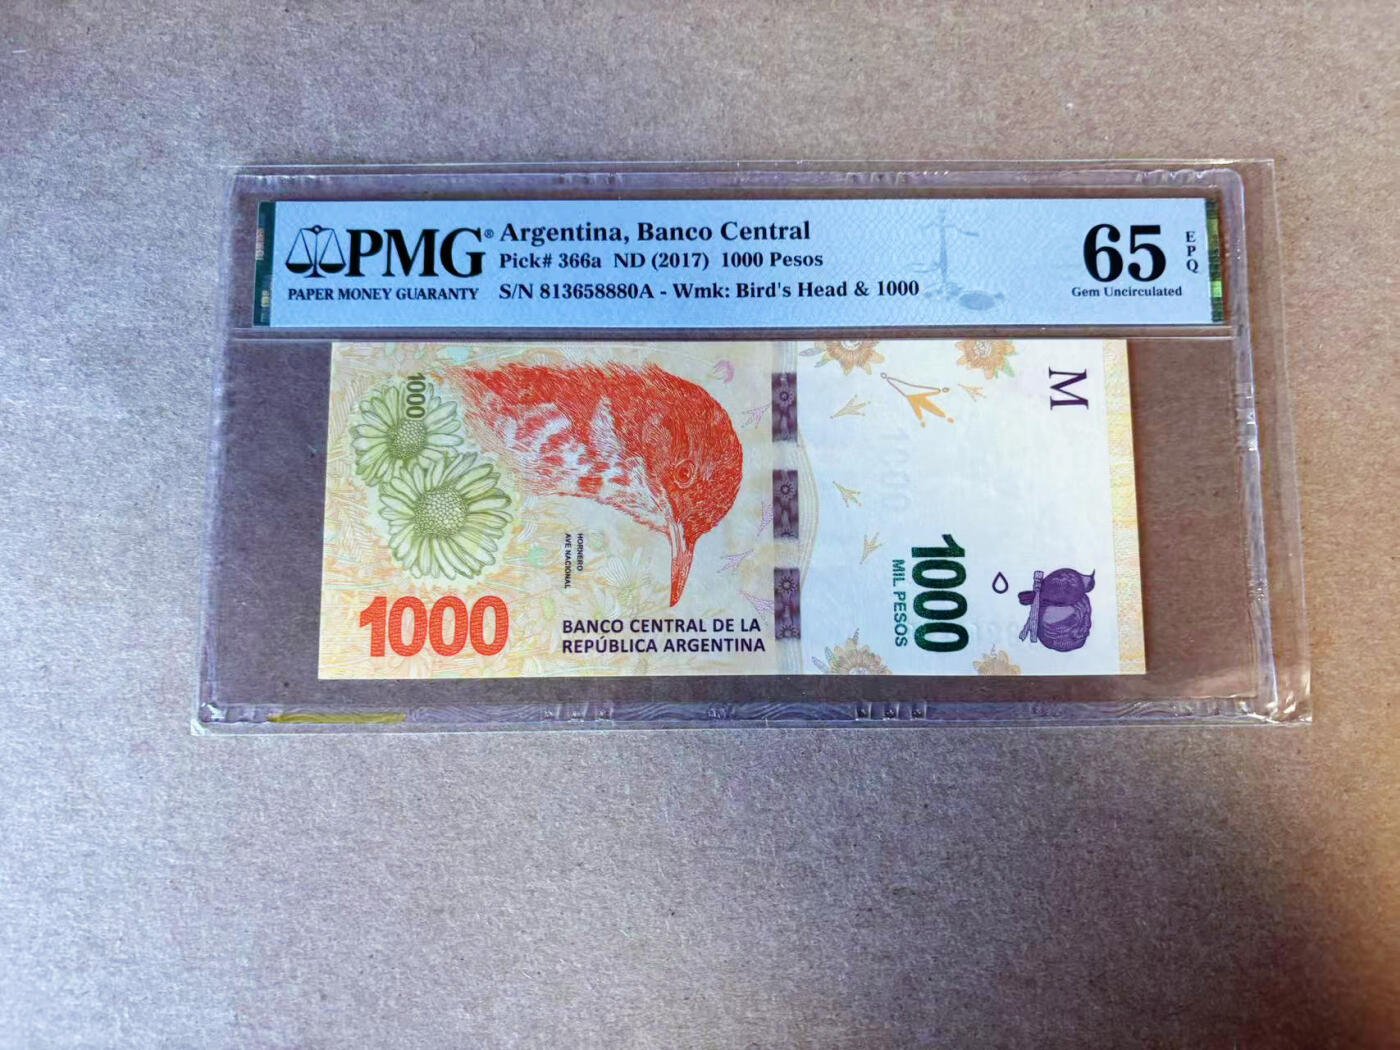 PMG®
PAPER MONEY GUARANTY
Argentina, Banco Central
Pick# 366a ND (2017) 1000 Pesos
S/N 813658880A - Wmk: Bird's Head & 1000
65
EPQ
Gem Uncirculated
1000
HORNERO
AVE NACIONAL
1000
BANCO CENTRAL DE LA
REPÚBLICA ARGENTINA
M
1000
1000
MIL PESOS